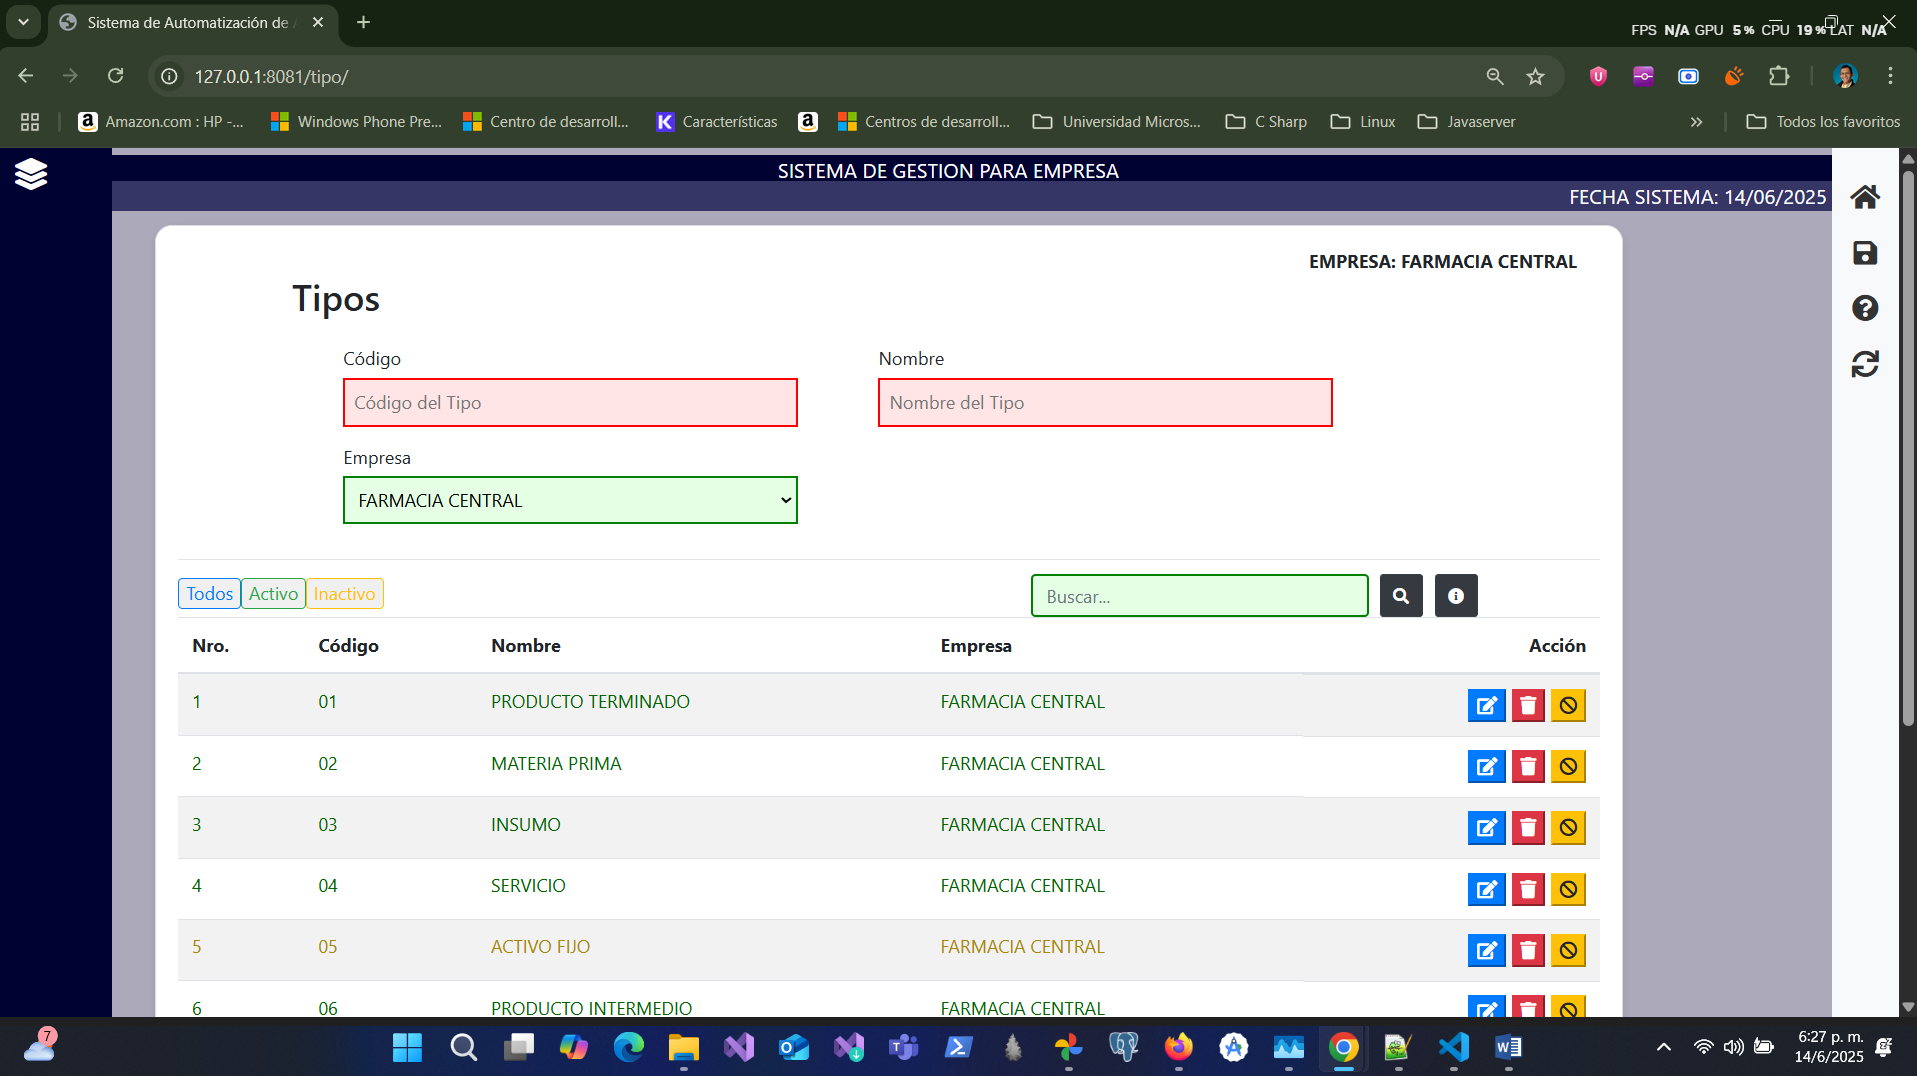 Sistema de Automatización de
FPS N/A GPU 5% CPU 19% LAT N/A
127.0.0.1:8081/tipo/
Amazon.com : HP -...
Windows Phone Pre...
Centro de desarroll...
Características
Centros de desarroll...
Universidad Micros...
C Sharp
Linux
Javaserver
Todos los favoritos
SISTEMA DE GESTION PARA EMPRESA
FECHA SISTEMA: 14/06/2025
EMPRESA: FARMACIA CENTRAL
Tipos
Código Nombre
Código del Tipo Nombre del Tipo
Empresa
FARMACIA CENTRAL
Todos Activo Inactivo Buscar...
Nro. Código Nombre Empresa Acción
1 01 PRODUCTO TERMINADO FARMACIA CENTRAL
2 02 MATERIA PRIMA FARMACIA CENTRAL
3 03 INSUMO FARMACIA CENTRAL
4 04 SERVICIO FARMACIA CENTRAL
5 05 ACTIVO FIJO FARMACIA CENTRAL
6 06 PRODUCTO INTERMEDIO FARMACIA CENTRAL
7
6:27 p. m.
14/6/2025